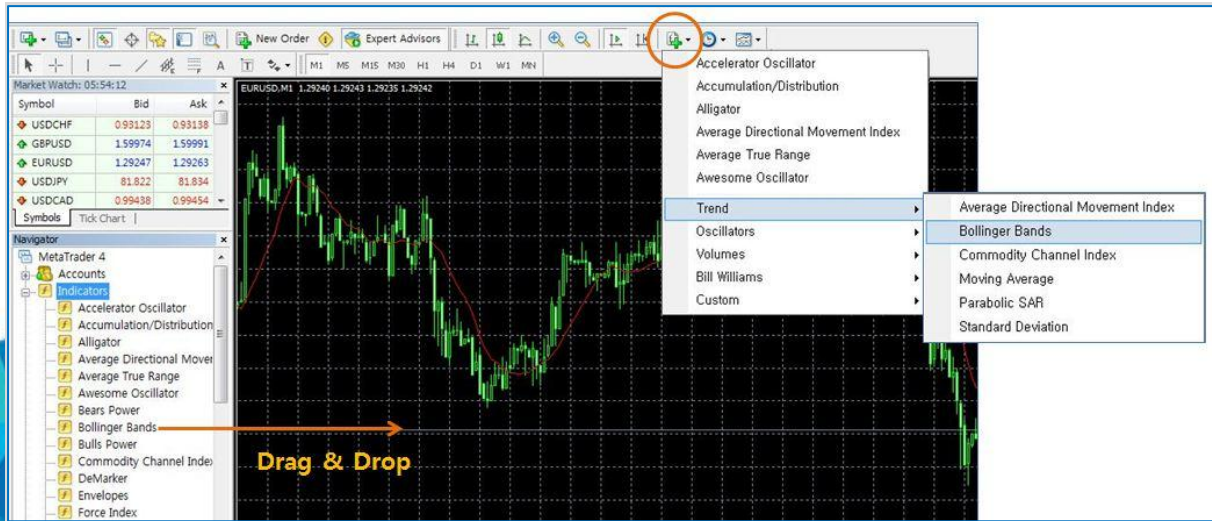 New Order Expert Advisors
A T M1 M5 M15 M30 H1 H4 D1 W1 MN
Market Watch: 05:54:12
Symbol Bid Ask
USDCHF 0.93123 0.93138
GBPUSD 1.59974 1.59991
EURUSD 1.29247 1.29263
USDJPY 81.822 81.834
USDCAD 0.99438 0.99454
Symbols Tick Chart
Navigator
MetaTrader 4
Accounts
Indicators
Accelerator Oscillator
Accumulation/Distribution
Alligator
Average Directional Mover
Average True Range
Awesome Oscillator
Bears Power
Bollinger Bands
Bulls Power
Commodity Channel Index
DeMarker
Envelopes
Force Index
EURUSD,M1 1.29240 1.29243 1.29235 1.29242
Drag & Drop
Accelerator Oscillator
Accumulation/Distribution
Alligator
Average Directional Movement Index
Average True Range
Awesome Oscillator
Trend
Oscillators
Volumes
Bill Williams
Custom
Average Directional Movement Index
Bollinger Bands
Commodity Channel Index
Moving Average
Parabolic SAR
Standard Deviation